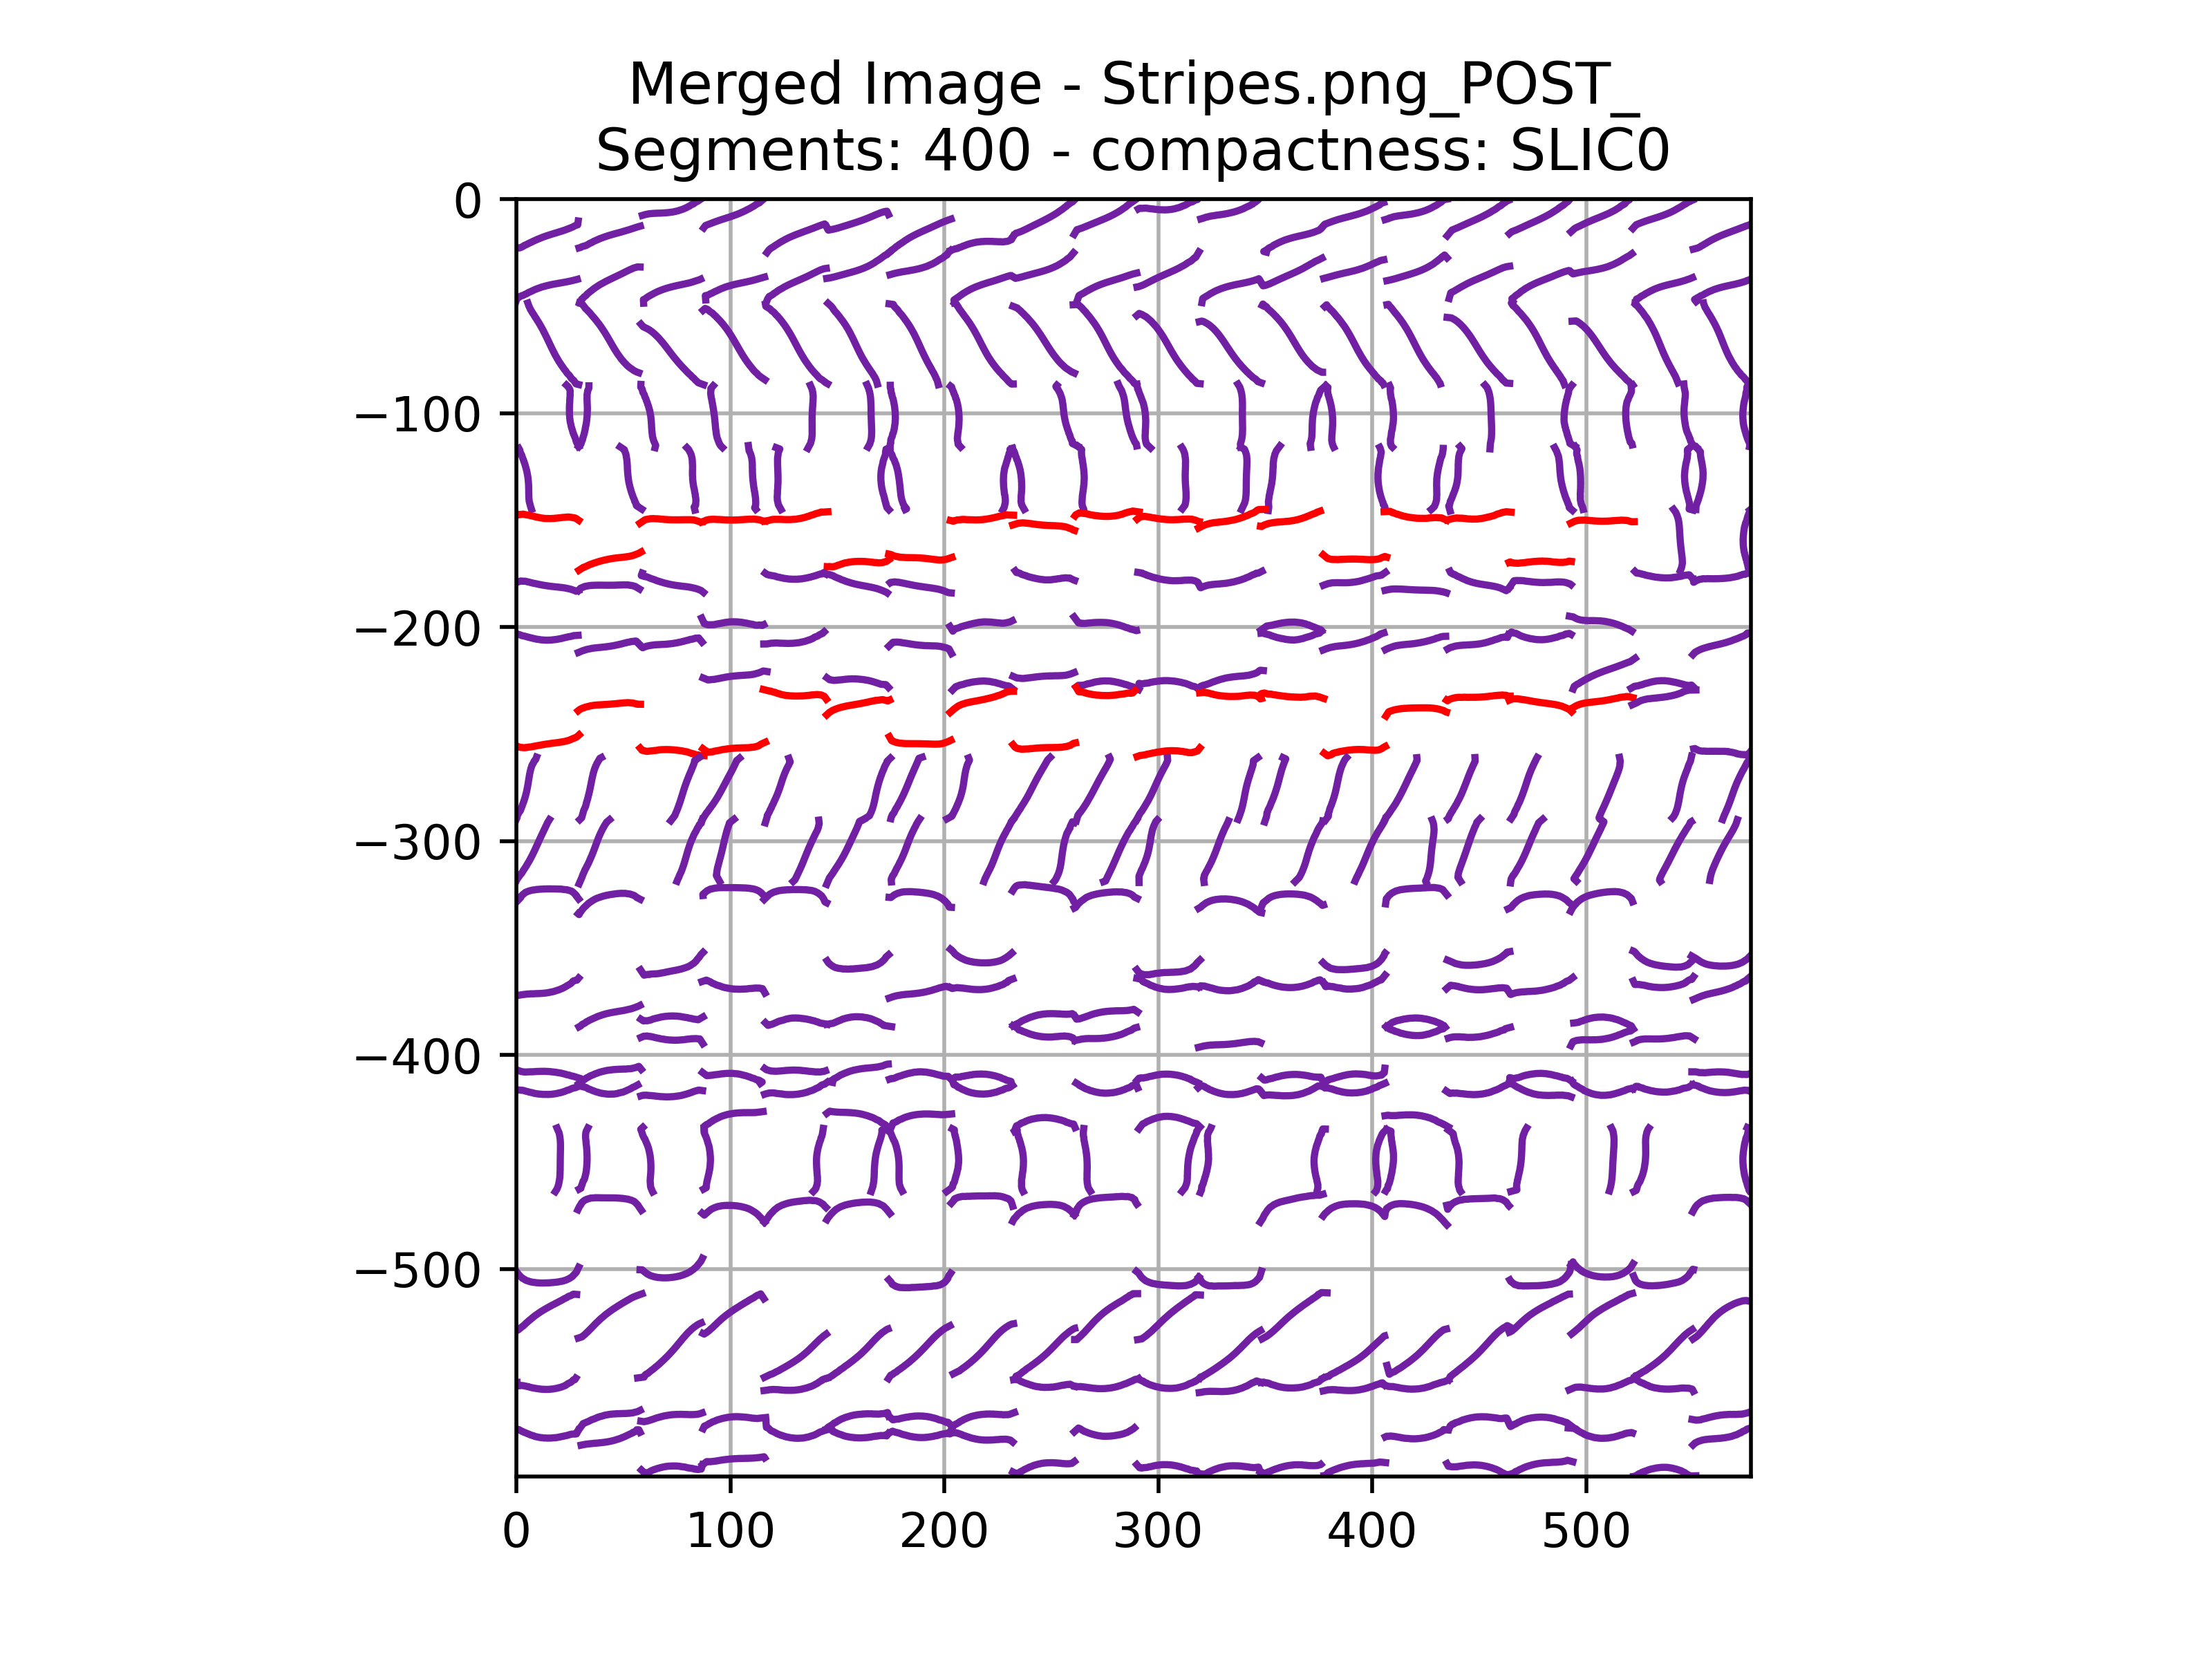 Merged Image - Stripes.png_POST_
Segments: 400 - compactness: SLIC0
0
−100
−200
−300
−400
−500
0 100 200 300 400 500